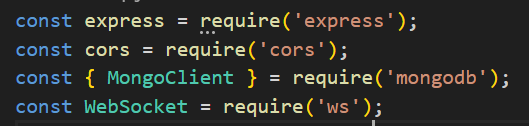 const express = require('express');
const cors = require('cors');
const { MongoClient } = require('mongodb');
const WebSocket = require('ws');